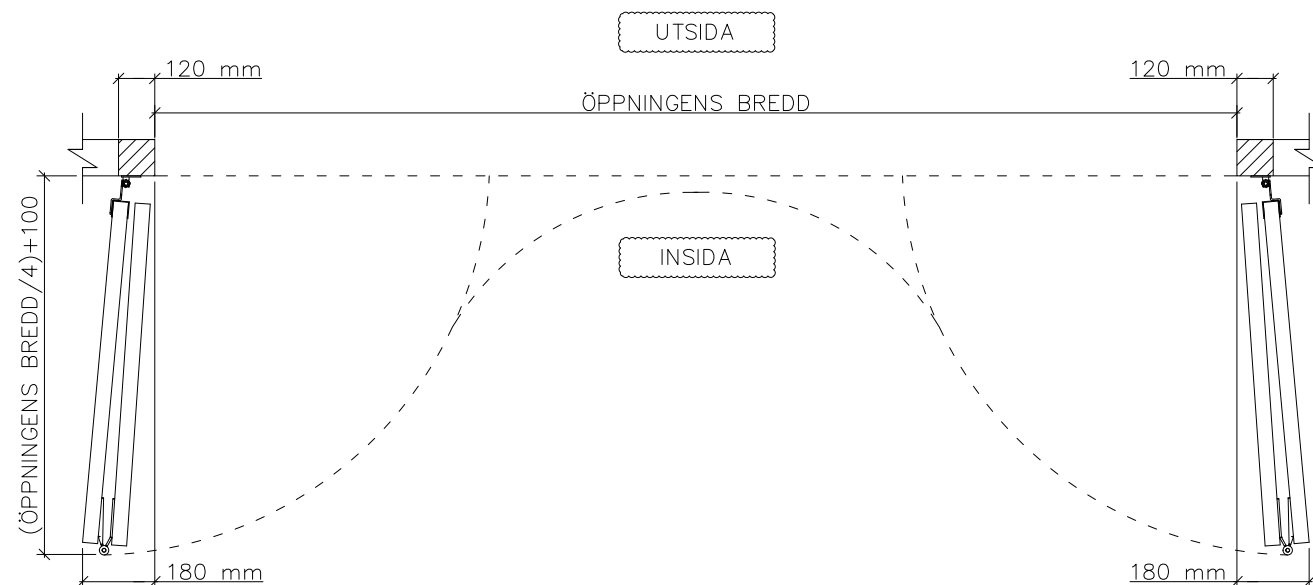 UTSIDA
120 mm
120 mm
ÖPPNINGENS BREDD
INSIDA
(ÖPPNINGENS BREDD/4)+100
180 mm
180 mm